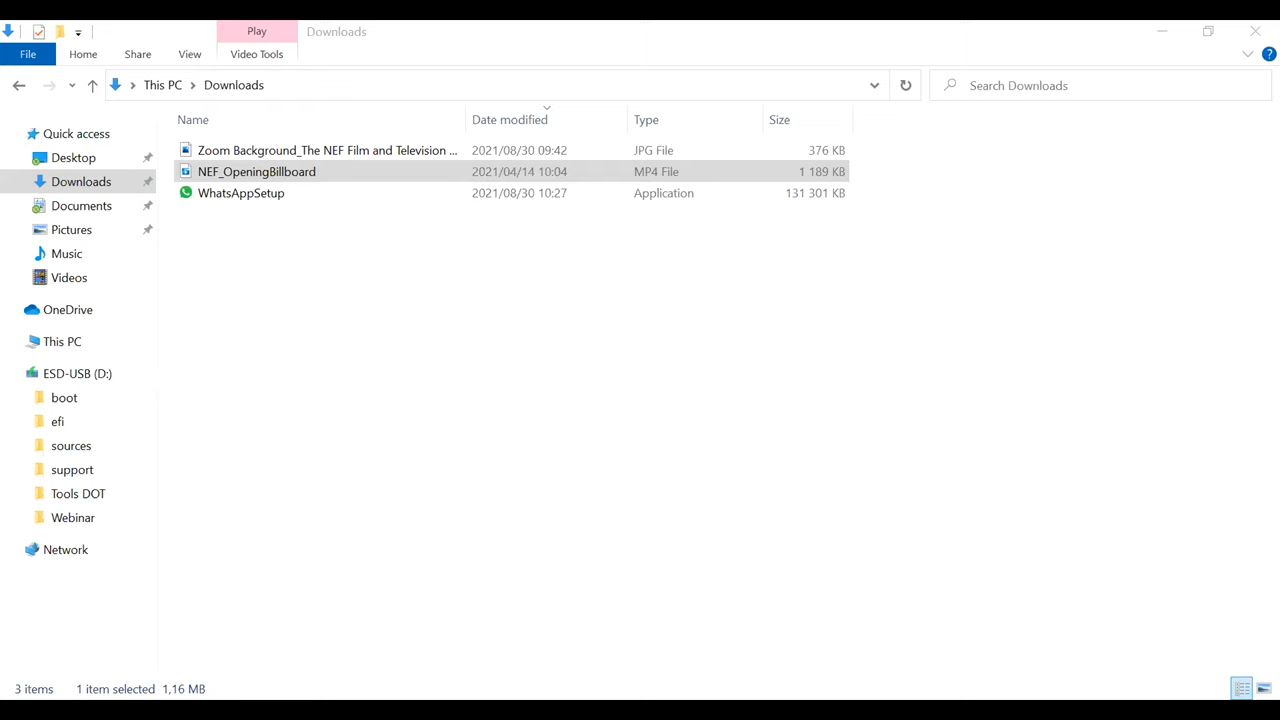 Play Downloads
File Home Share View Video Tools
This PC Downloads Search Downloads
Name Date modified Type Size
Zoom Background_The NEF Film and Television ... 2021/08/30 09:42 JPG File 376 KB
NEF_OpeningBillboard 2021/04/14 10:04 MP4 File 1 189 KB
WhatsAppSetup 2021/08/30 10:27 Application 131 301 KB
Quick access
Desktop
Downloads
Documents
Pictures
Music
Videos
OneDrive
This PC
ESD-USB (D:)
boot
efi
sources
support
Tools DOT
Webinar
Network
3 items 1 item selected 1,16 MB